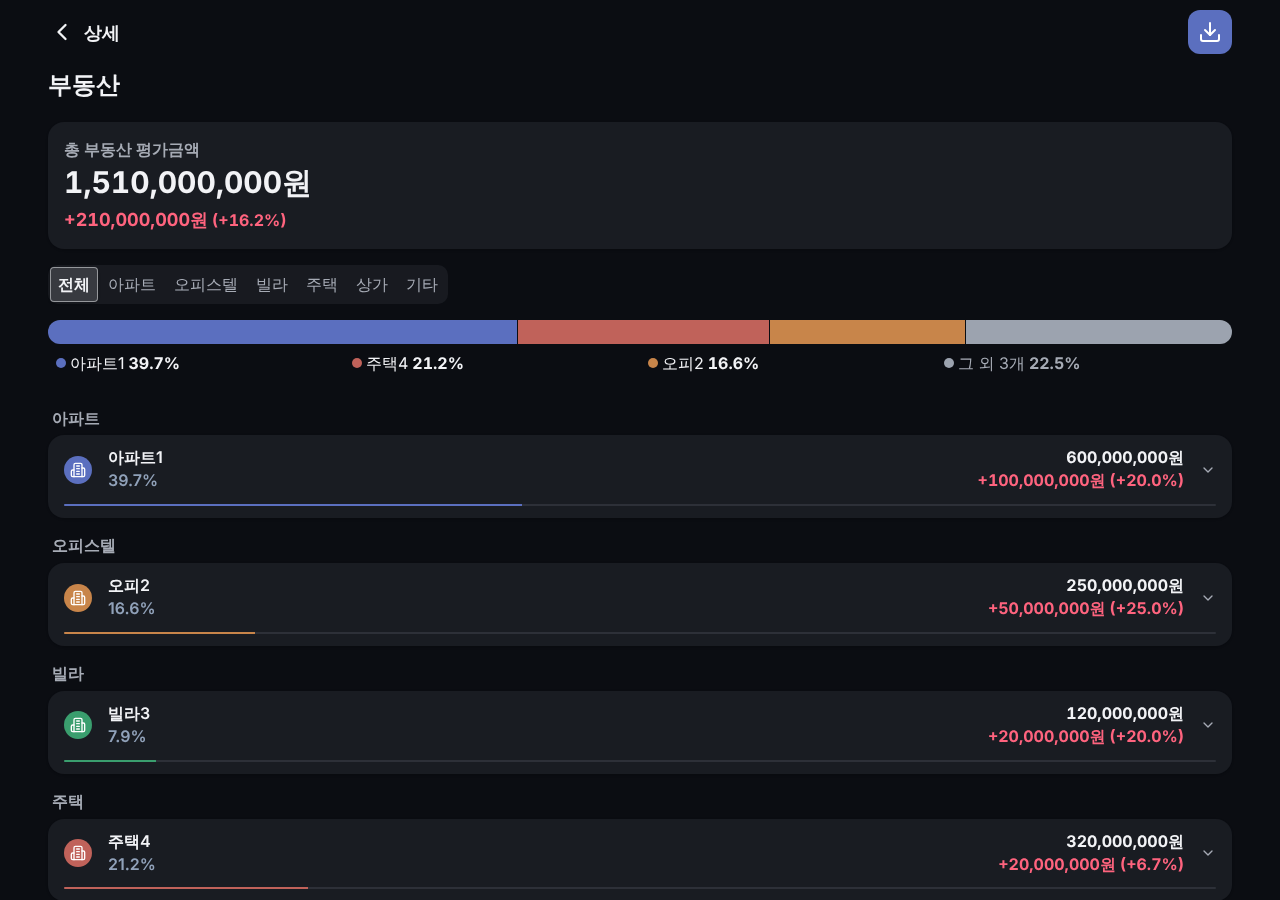 상세
부동산
총 부동산 평가금액
1,510,000,000원
+210,000,000원 (+16.2%)
전체 아파트 오피스텔 빌라 주택 상가 기타
아파트1 39.7% 주택4 21.2% 오피2 16.6% 그 외 3개 22.5%
아파트
아파트1 600,000,000원
39.7% +100,000,000원 (+20.0%)
오피스텔
오피2 250,000,000원
16.6% +50,000,000원 (+25.0%)
빌라
빌라3 120,000,000원
7.9% +20,000,000원 (+20.0%)
주택
주택4 320,000,000원
21.2% +20,000,000원 (+6.7%)